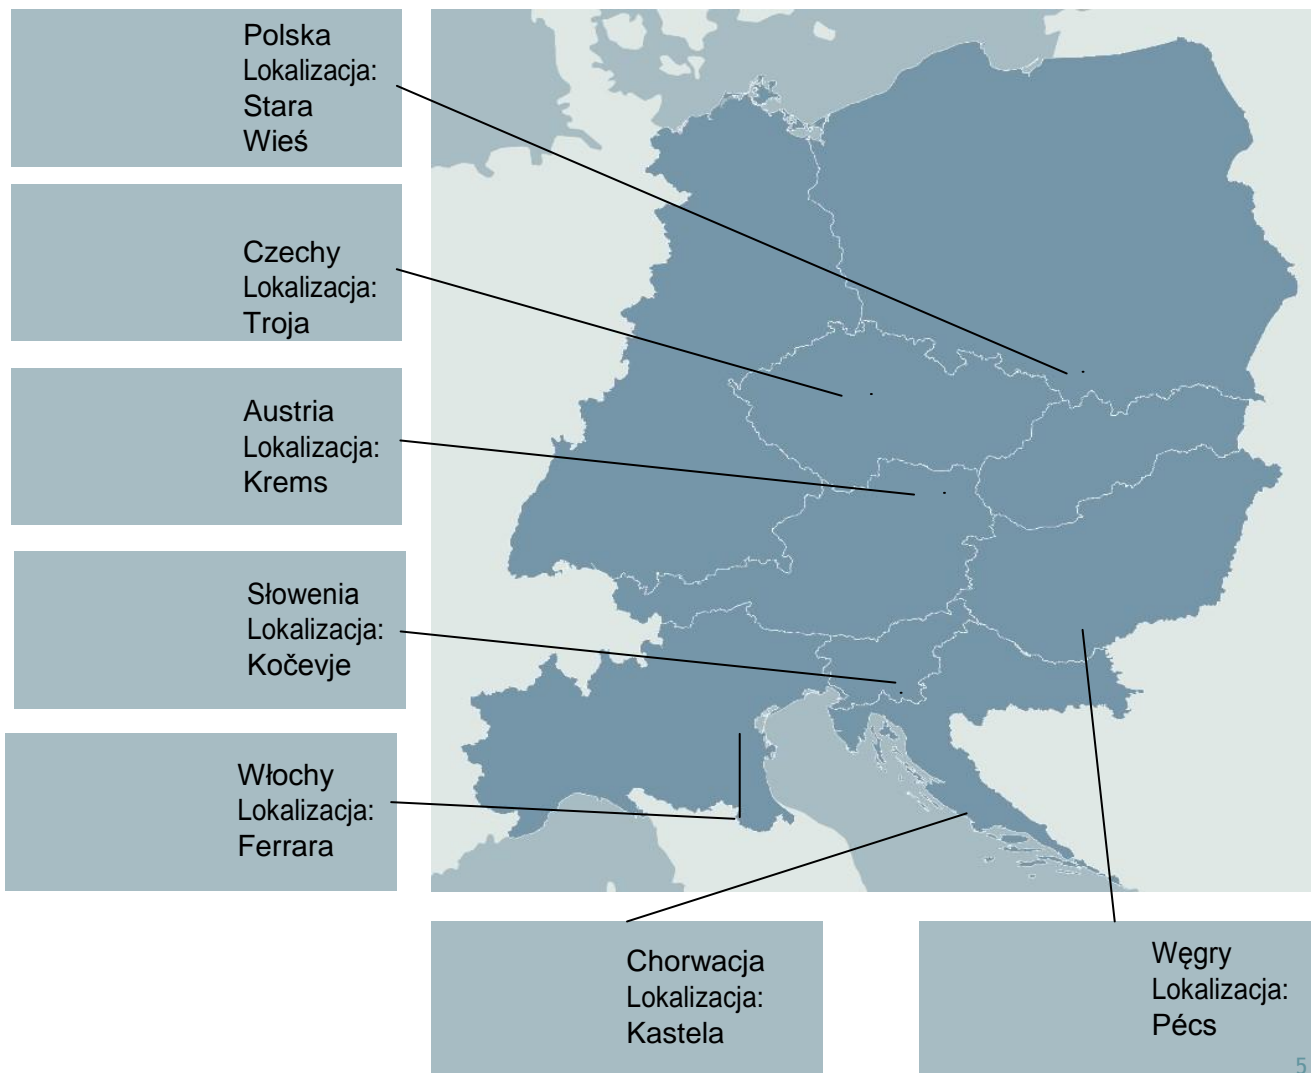 Polska
Lokalizacja:
Stara
Wieś
Czechy
Lokalizacja:
Troja
Austria
Lokalizacja:
Krems
Słowenia
Lokalizacja:
Kočevje
Włochy
Lokalizacja:
Ferrara
Chorwacja
Lokalizacja:
Kastela
Węgry
Lokalizacja:
Pécs
5